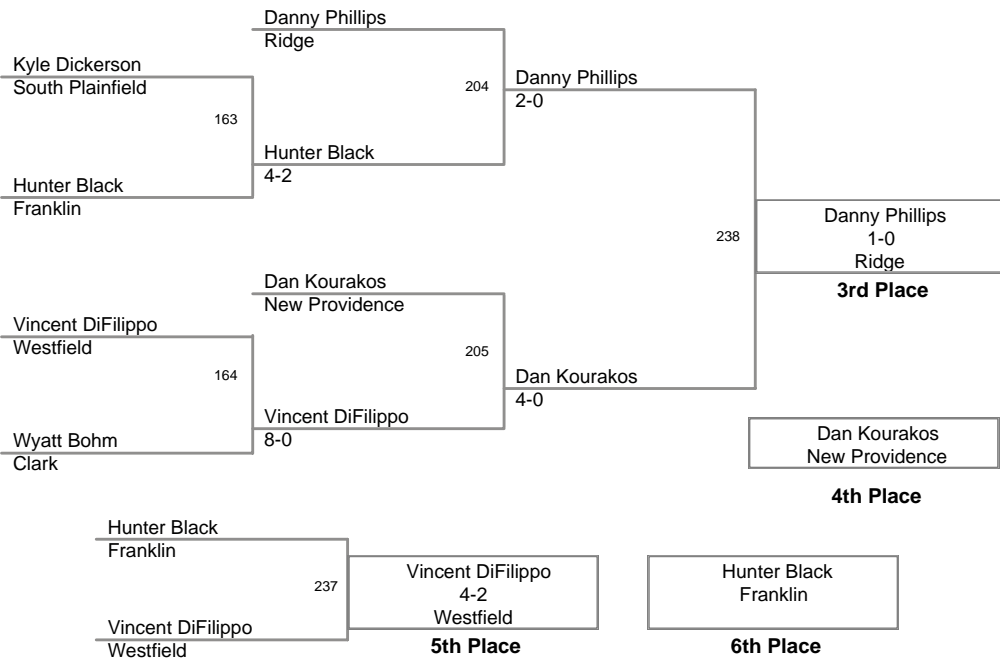 Danny Phillips
Ridge
Kyle Dickerson
South Plainfield
204
Danny Phillips
2-0
163
Hunter Black
4-2
Hunter Black
Franklin
238
Danny Phillips
1-0
Ridge
3rd Place
Dan Kourakos
New Providence
Vincent DiFilippo
Westfield
205
164
Dan Kourakos
4-0
Vincent DiFilippo
8-0
Wyatt Bohm
Clark
Dan Kourakos
New Providence
4th Place
Hunter Black
Franklin
237
Vincent DiFilippo
Westfield
Vincent DiFilippo
4-2
Westfield
5th Place
Hunter Black
Franklin
6th Place